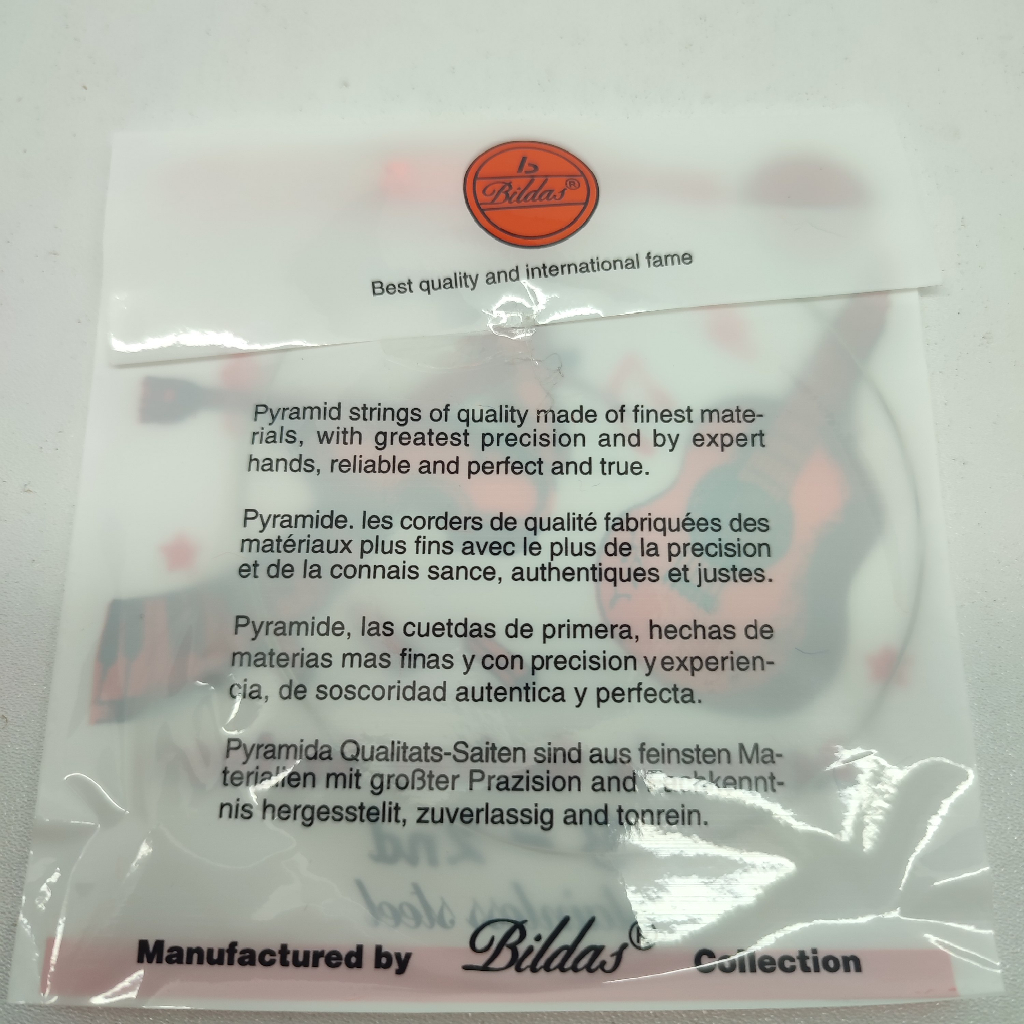 Bildas®
Best quality and international fame
Pyramid strings of quality made of finest mate-
rials, with greatest precision and by expert
hands, reliable and perfect and true.
Pyramide. les corders de qualité fabriquées des
matériaux plus fins avec le plus de la precision
et de la connais sance, authentiques et justes.
Pyramide, las cuetdas de primera, hechas de
materias mas finas y con precision y experien-
cia, de soscoridad autentica y perfecta.
Pyramida Qualitats-Saiten sind aus feinsten Ma-
terialien mit großter Prazision and
nis hergesstelit, zuverlassig and tonrein.
2nd
stainless steel
Manufactured by Bildas® Collection